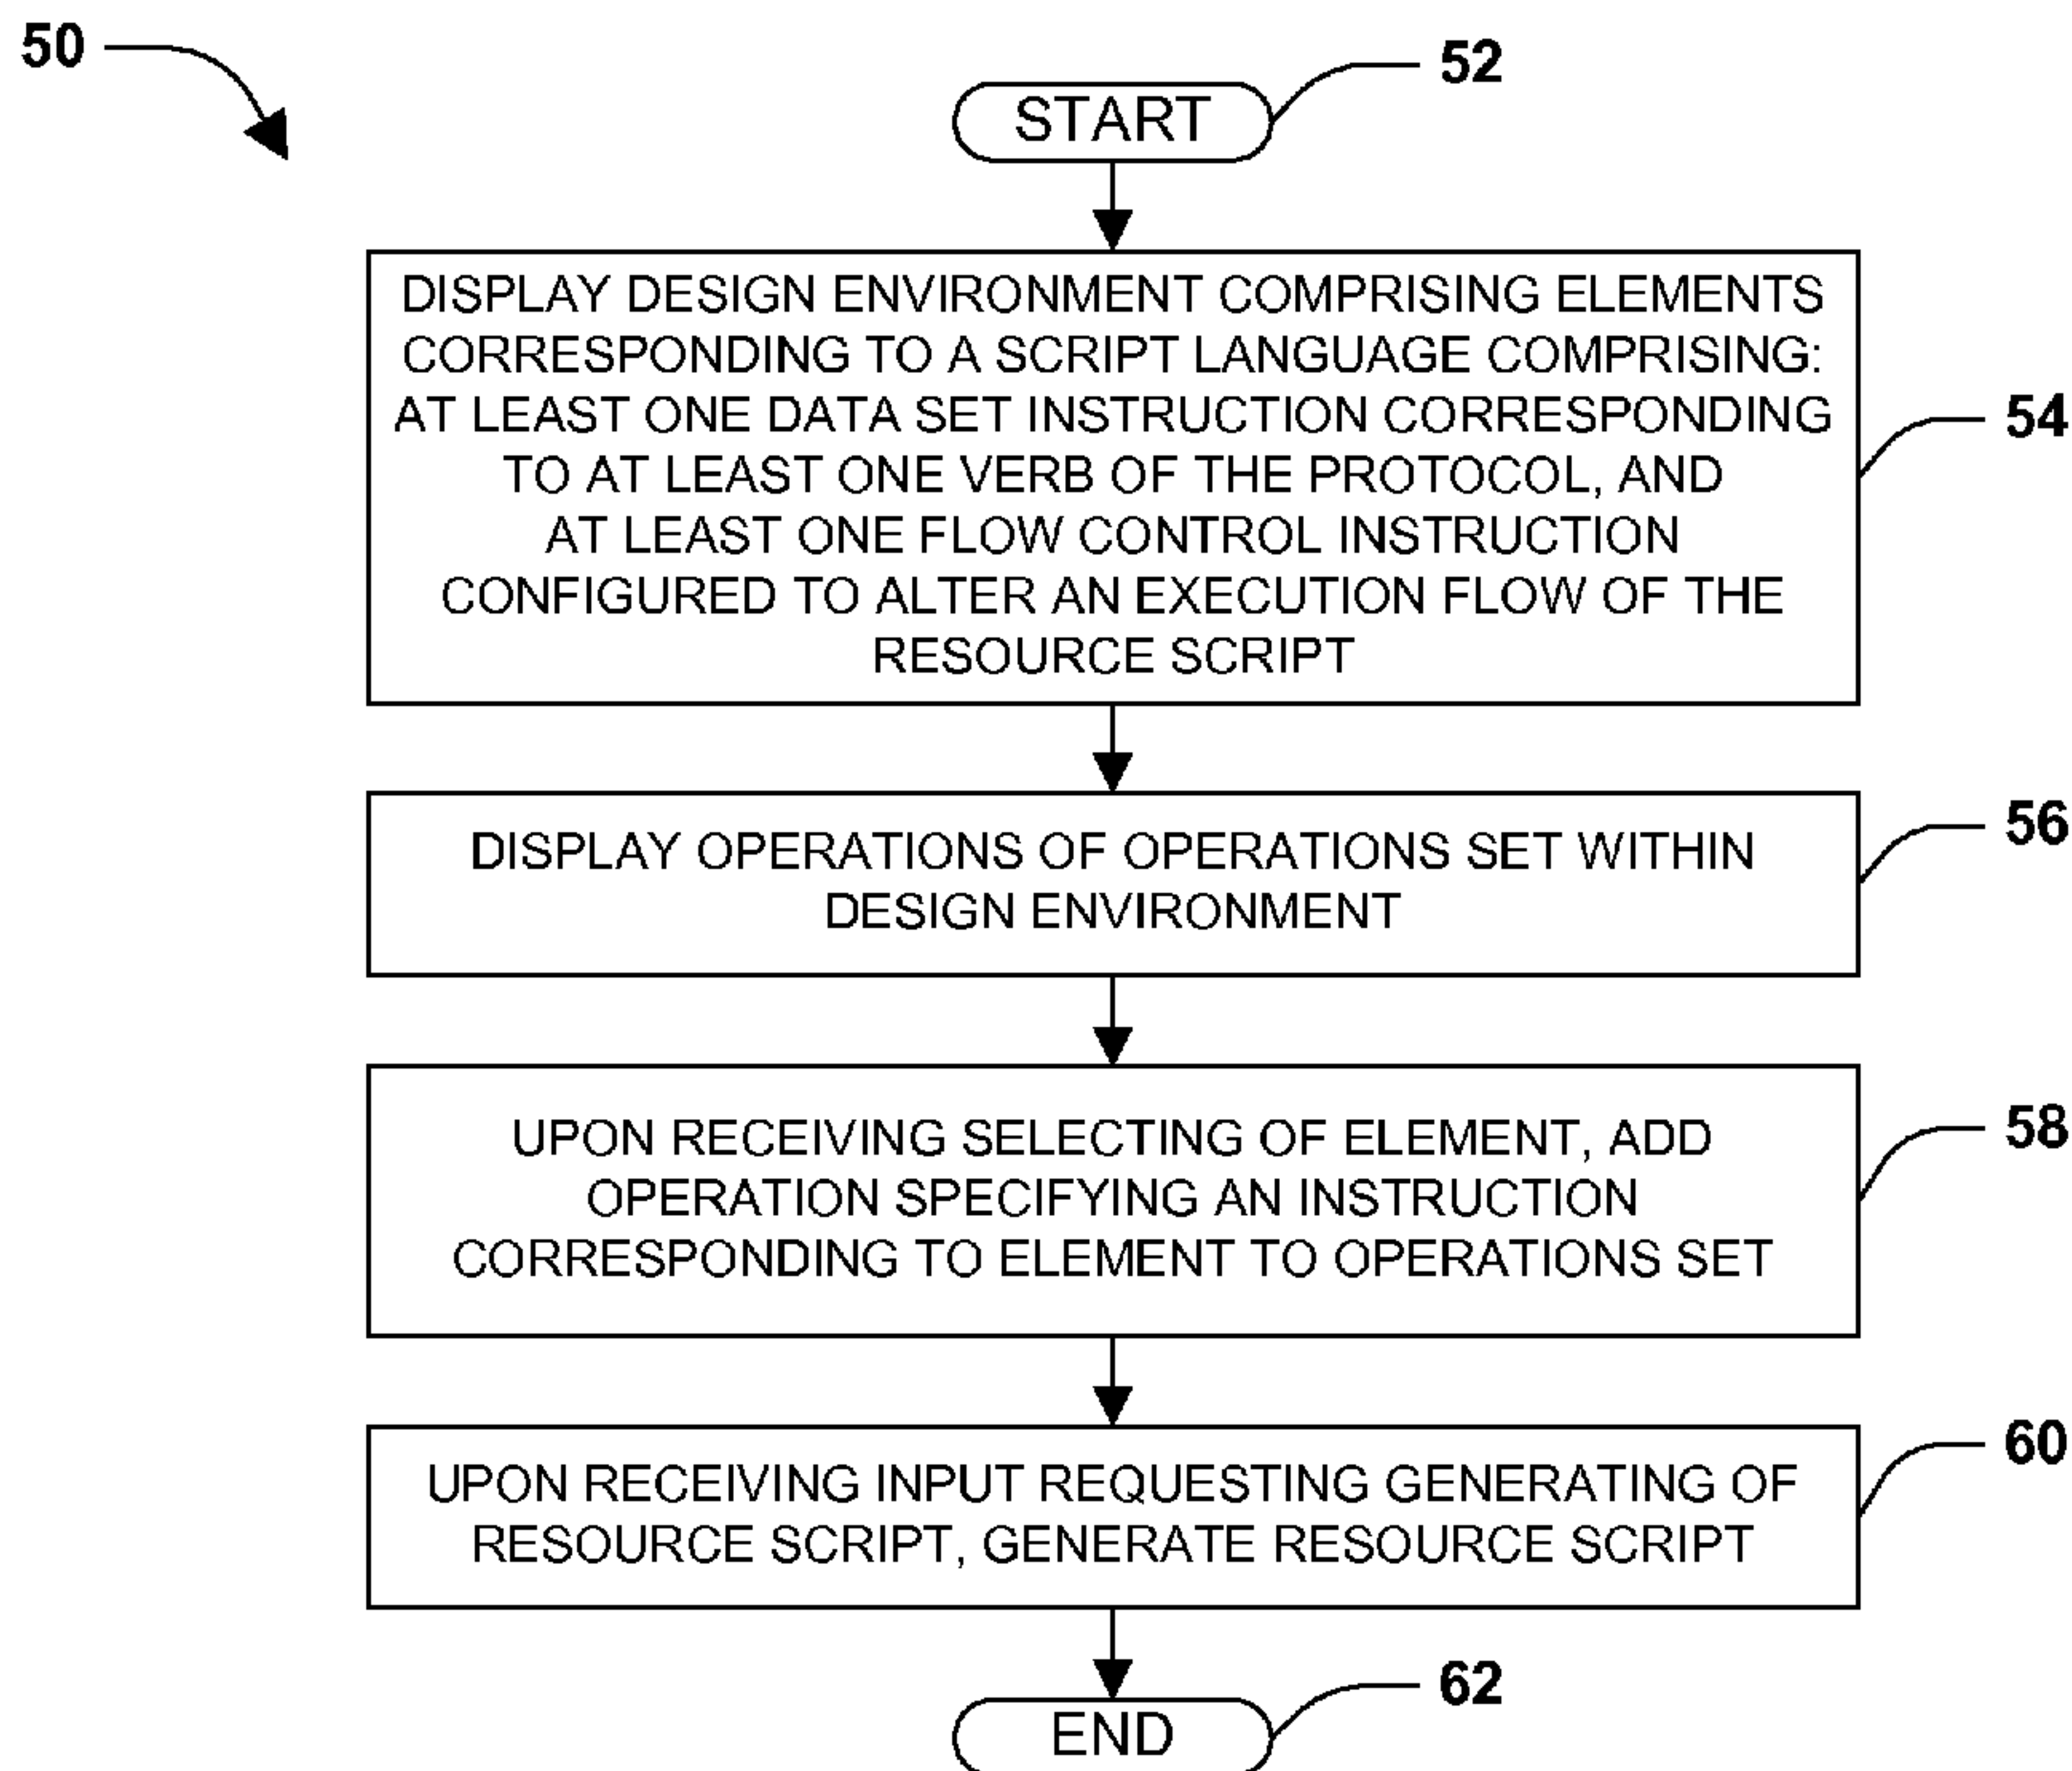 50
52
START
DISPLAY DESIGN ENVIRONMENT COMPRISING ELEMENTS
CORRESPONDING TO A SCRIPT LANGUAGE COMPRISING:
AT LEAST ONE DATA SET INSTRUCTION CORRESPONDING
TO AT LEAST ONE VERB OF THE PROTOCOL, AND
AT LEAST ONE FLOW CONTROL INSTRUCTION
CONFIGURED TO ALTER AN EXECUTION FLOW OF THE
RESOURCE SCRIPT
54
DISPLAY OPERATIONS OF OPERATIONS SET WITHIN
DESIGN ENVIRONMENT
56
UPON RECEIVING SELECTING OF ELEMENT, ADD
OPERATION SPECIFYING AN INSTRUCTION
CORRESPONDING TO ELEMENT TO OPERATIONS SET
58
UPON RECEIVING INPUT REQUESTING GENERATING OF
RESOURCE SCRIPT, GENERATE RESOURCE SCRIPT
60
62
END